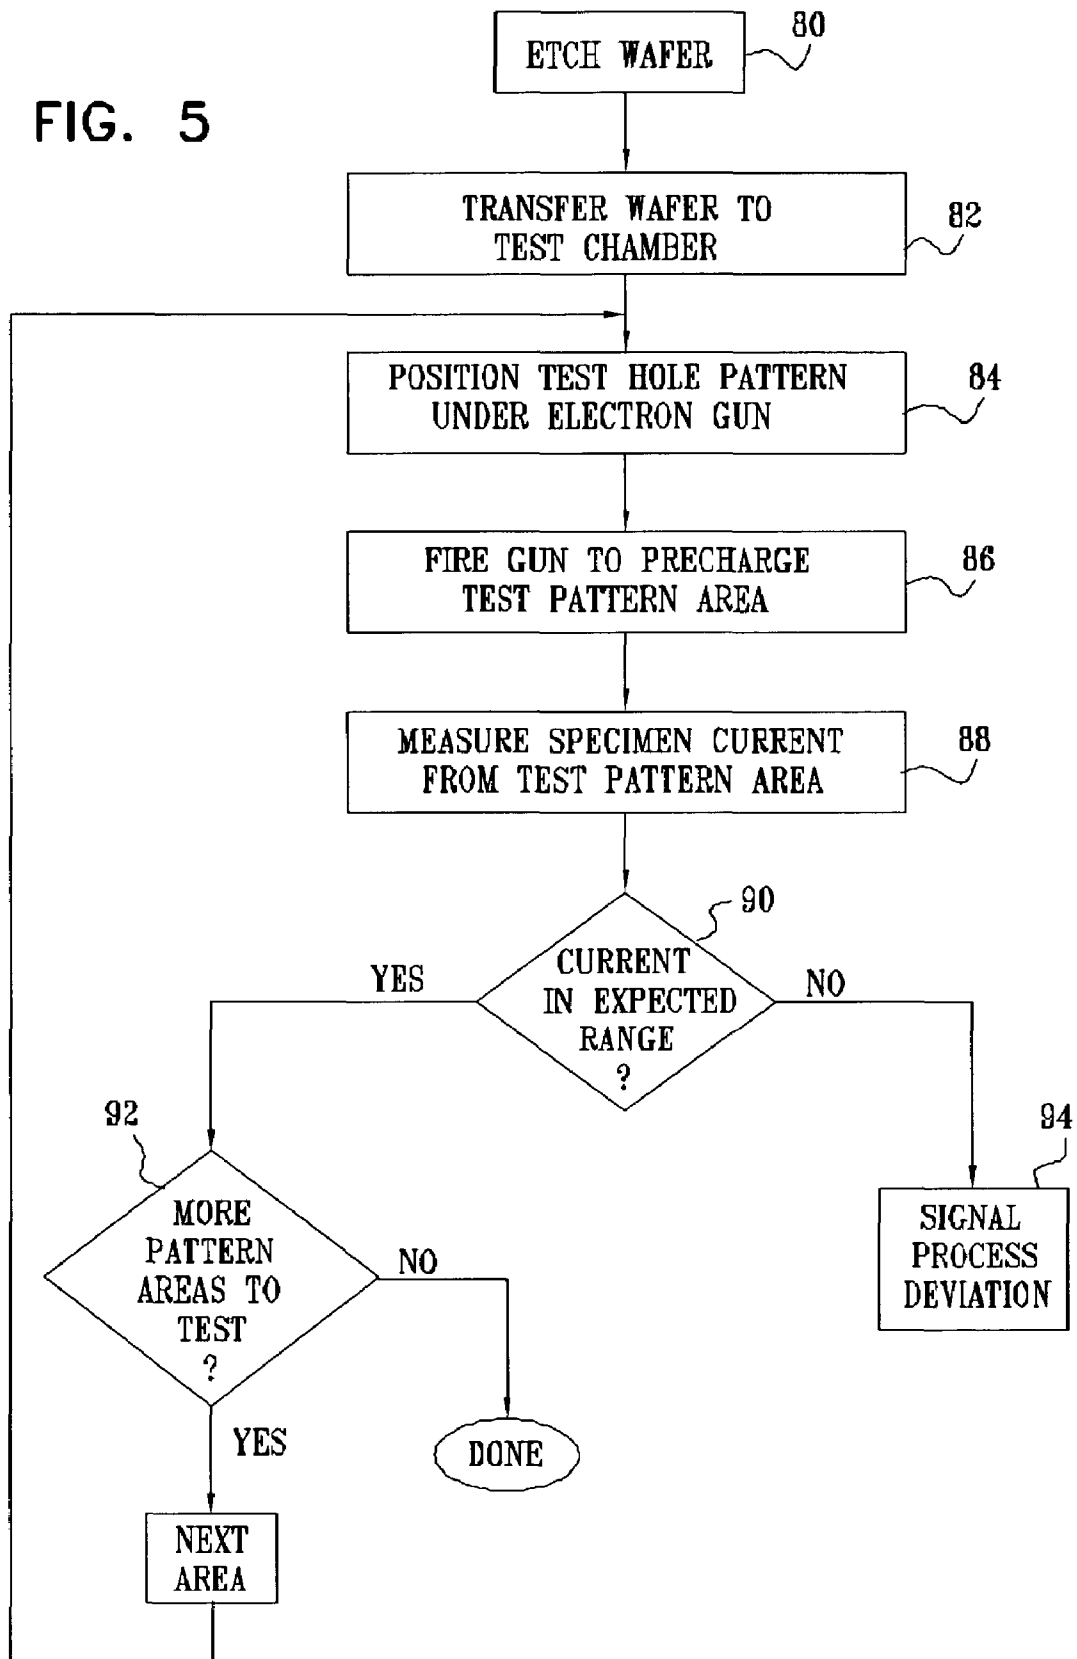 FIG. 5
ETCH WAFER
80
TRANSFER WAFER TO
TEST CHAMBER
82
POSITION TEST HOLE PATTERN
UNDER ELECTRON GUN
84
FIRE GUN TO PRECHARGE
TEST PATTERN AREA
86
MEASURE SPECIMEN CURRENT
FROM TEST PATTERN AREA
88
CURRENT
IN EXPECTED
RANGE
?
90
YES
NO
92
MORE
PATTERN
AREAS TO
TEST
?
NO
94
SIGNAL
PROCESS
DEVIATION
YES
DONE
NEXT
AREA